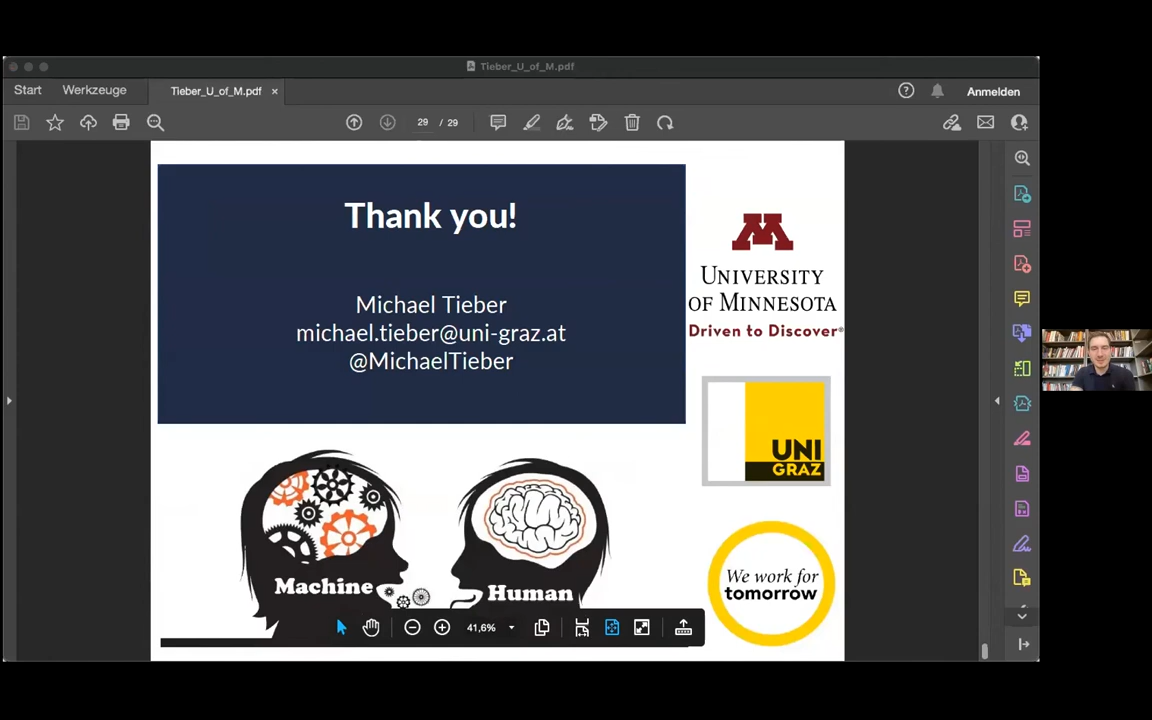 Tieber_U_of_M.pdf
Start
Werkzeuge
Tieber_U_of_M.pdf
Anmelden
29 / 29
Thank you!
Michael Tieber
michael.tieber@uni-graz.at
@MichaelTieber
M
UNIVERSITY
OF MINNESOTA
Driven to Discover®
UNI
GRAZ
Machine
Human
We work for
tomorrow
41,6%